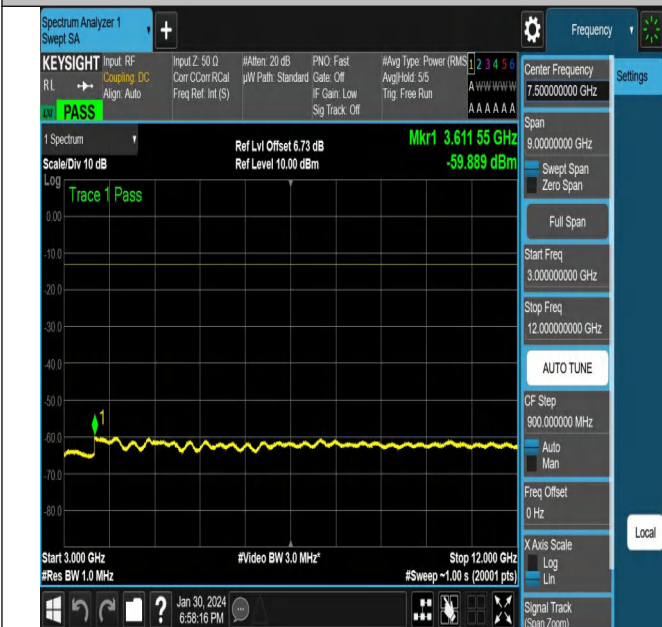 Spectrum Analyzer 1
Swept SA
+
Frequency
KEYSIGHT
RL
LXI
PASS
Input: RF
Coupling: DC
Align: Auto
Input Z: 50 Ω
Corr CCorr RCal
Freq Ref: Int (S)
#Atten: 20 dB
µW Path: Standard
PNO: Fast
Gate: Off
IF Gain: Low
Sig Track: Off
#Avg Type: Power (RMS
Avg|Hold: 5/5
Trig: Free Run
1 2 3 4 5 6
A W W W W W
A A A A A A
1 Spectrum
Scale/Div 10 dB
Ref Lvl Offset 6.73 dB
Ref Level 10.00 dBm
Mkr1 3.611 55 GHz
-59.889 dBm
Log
Trace 1 Pass
0.00
-10.0
-20.0
-30.0
-40.0
-50.0
1
-60.0
-70.0
-80.0
Start 3.000 GHz
#Res BW 1.0 MHz
#Video BW 3.0 MHz*
Stop 12.000 GHz
#Sweep ~1.00 s (20001 pts)
?
Jan 30, 2024
6:58:16 PM
Center Frequency
7.500000000 GHz
Settings
Span
9.00000000 GHz
Swept Span
Zero Span
Full Span
Start Freq
3.000000000 GHz
Stop Freq
12.000000000 GHz
AUTO TUNE
CF Step
900.000000 MHz
Auto
Man
Freq Offset
0 Hz
Local
X Axis Scale
Log
Lin
Signal Track
(Span Zoom)